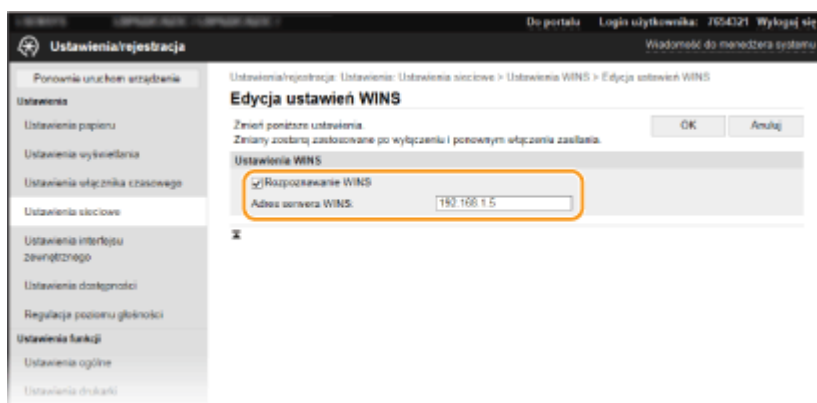 Do portalu Login użytkownika: 7654321 Wyloguj się
Ustawienia/rejestracja
Wiadomość do menedżera systemu
Ponownie uruchom urządzenie
Ustawienia/rejestracja: Ustawienia: Ustawienia sieciowe > Ustawienia WINS > Edycja ustawień WINS
Ustawienia
Edycja ustawień WINS
Ustawienia papieru
Zmień poniższe ustawienia.
OK
Anuluj
Zmiany zostaną zastosowane po wyłączeniu i ponownym włączenia zasilania.
Ustawienia wyświetlania
Ustawienia WINS
Ustawienia włącznika czasowego
Rozpoznawanie WINS
Adres serwera WINS: 192.168.1.5
Ustawienia sieciowe
Ustawienia interfejsu
zewnętrznego
Ustawienia dostępności
Regulacja poziomu głośności
Ustawienia funkcji
Ustawienia ogólne
Ustawienia drukarki